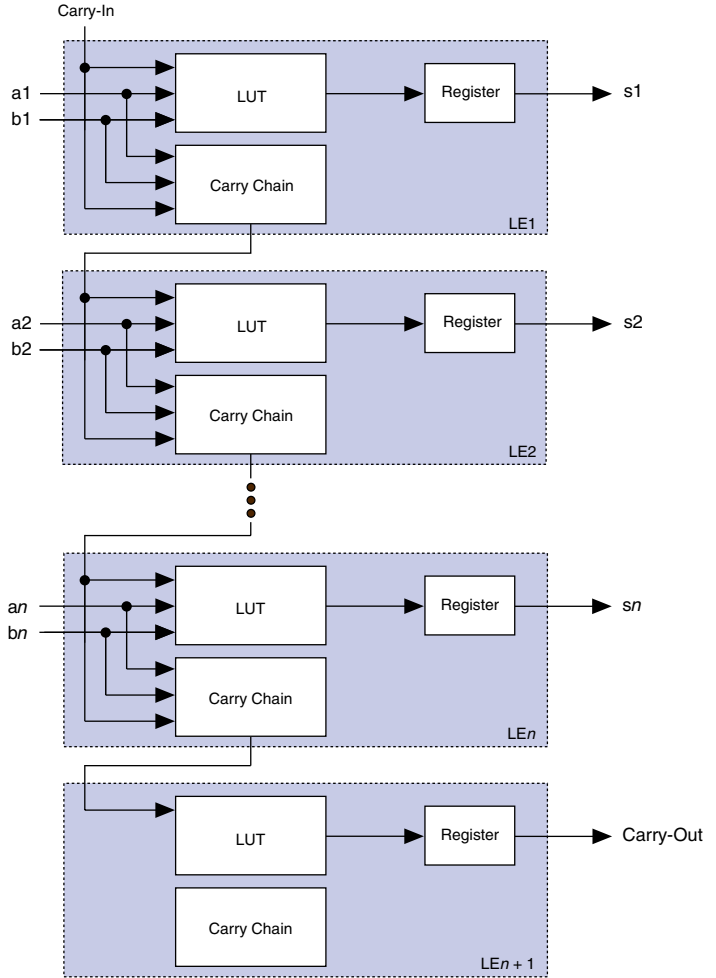 Carry-In
a1
b1
LUT
Register
s1
Carry Chain
LE1
a2
b2
LUT
Register
s2
Carry Chain
LE2
an
bn
LUT
Register
sn
Carry Chain
LEn
LUT
Register
Carry-Out
Carry Chain
LEn + 1